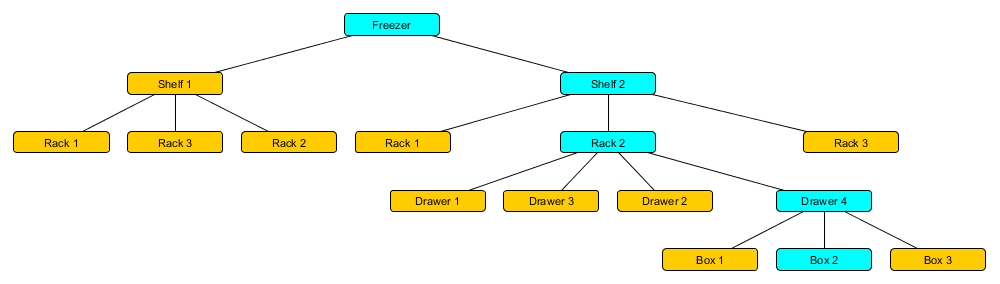 Freezer
Shelf 1
Shelf 2
Rack 1
Rack 3
Rack 2
Rack 1
Rack 2
Rack 3
Drawer 1
Drawer 3
Drawer 2
Drawer 4
Box 1
Box 2
Box 3